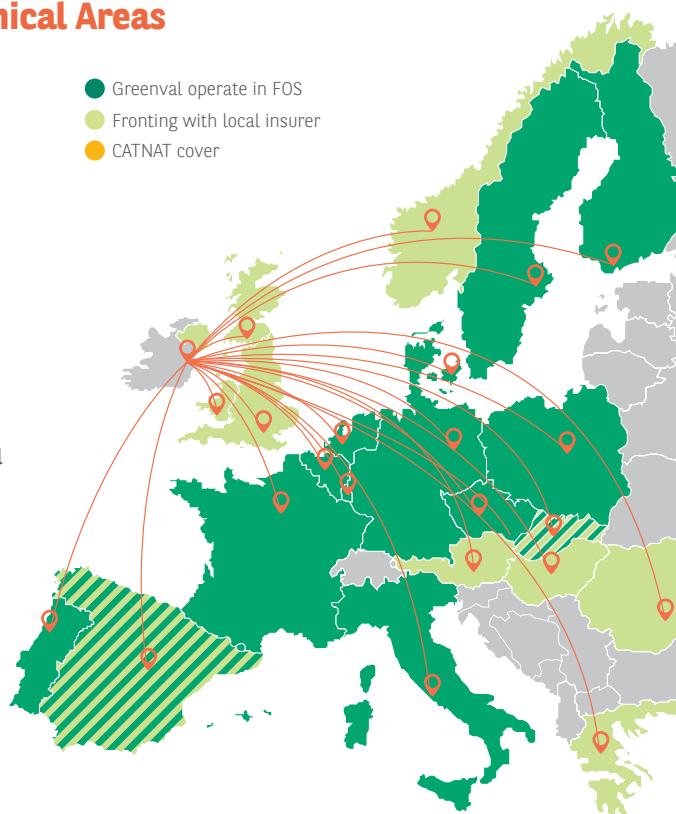 nical Areas
Greenval operate in FOS
Fronting with local insurer
CATNAT cover